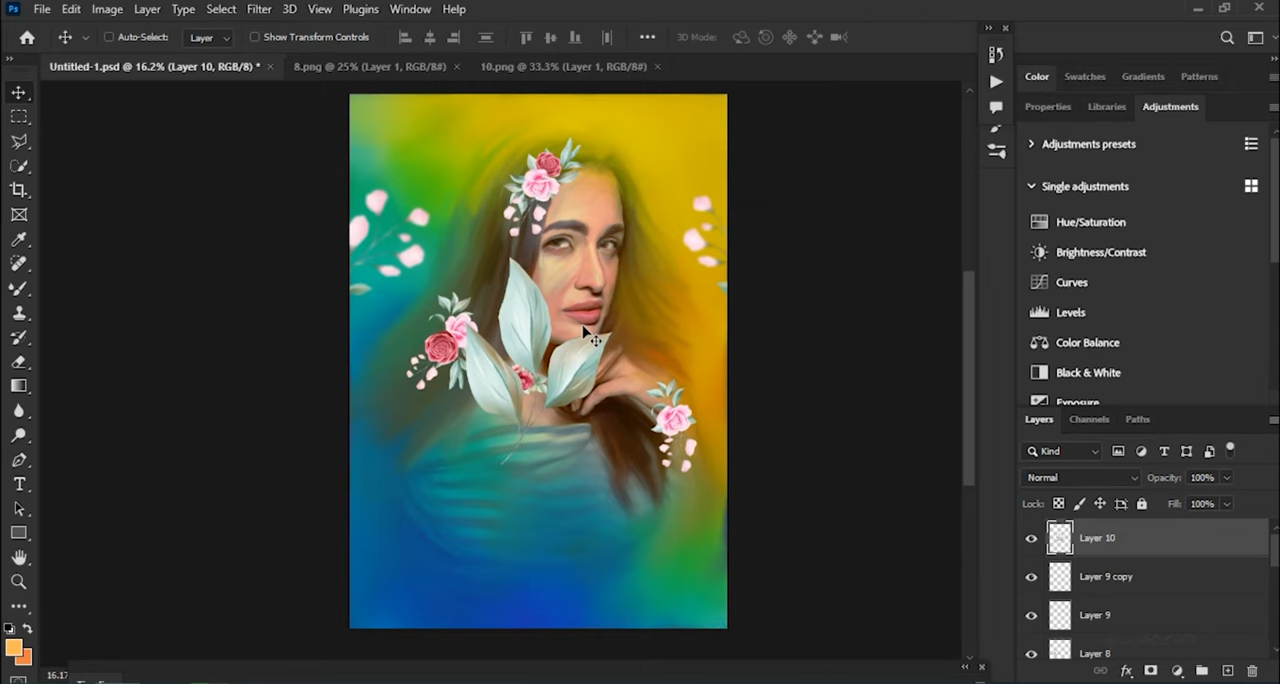 Ps File Edit Image Layer Type Select Filter 3D View Plugins Window Help
Auto-Select: Layer Show Transform Controls 3D Mode:
Untitled-1.psd @ 16.2% (Layer 10, RGB/8) * 8.png @ 25% (Layer 1, RGB/8#) 10.png @ 33.3% (Layer 1, RGB/8#)
Color Swatches Gradients Patterns
Properties Libraries Adjustments
Adjustments presets
Single adjustments
Hue/Saturation
Brightness/Contrast
Curves
Levels
Color Balance
Black & White
Exposure
Layers Channels Paths
Kind
Normal Opacity: 100%
Lock: Fill: 100%
Layer 10
Layer 9 copy
Layer 9
Layer 8
16.17